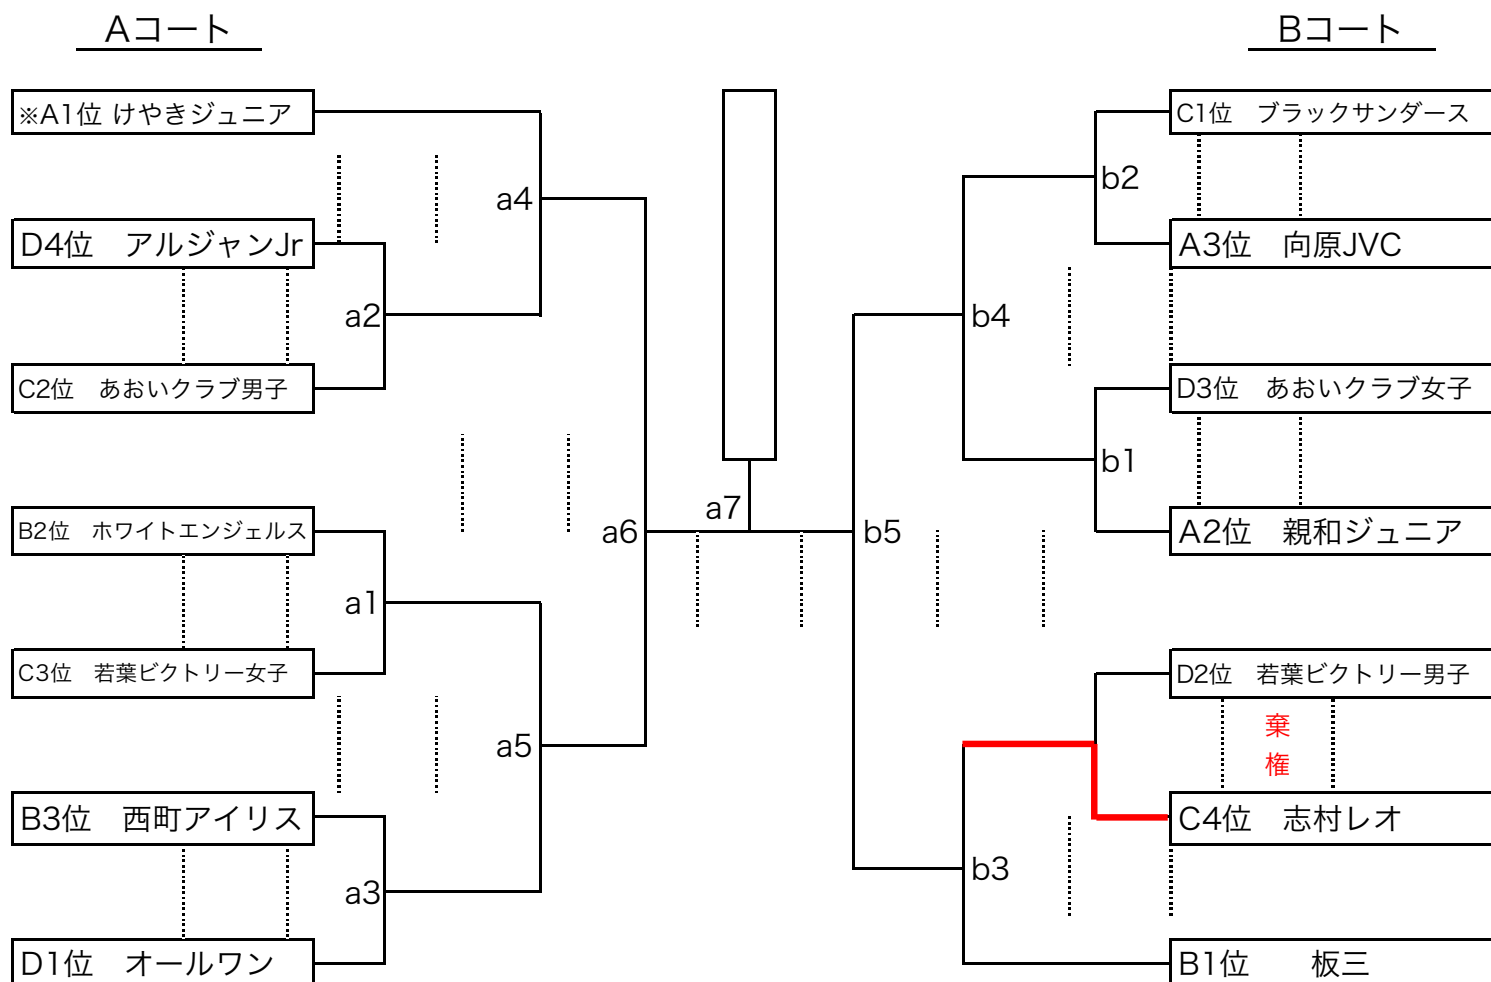 Aコート
Bコート
※A1位 けやきジュニア
C1位 ブラックサンダース
b2
a4
D4位 アルジャンJr
A3位 向原JVC
a2
b4
C2位 あおいクラブ男子
D3位 あおいクラブ女子
b1
a7
B2位 ホワイトエンジェルス
a6
b5
A2位 親和ジュニア
a1
C3位 若葉ビクトリー女子
D2位 若葉ビクトリー男子
棄
権
a5
B3位 西町アイリス
C4位 志村レオ
b3
a3
D1位 オールワン
B1位 板三